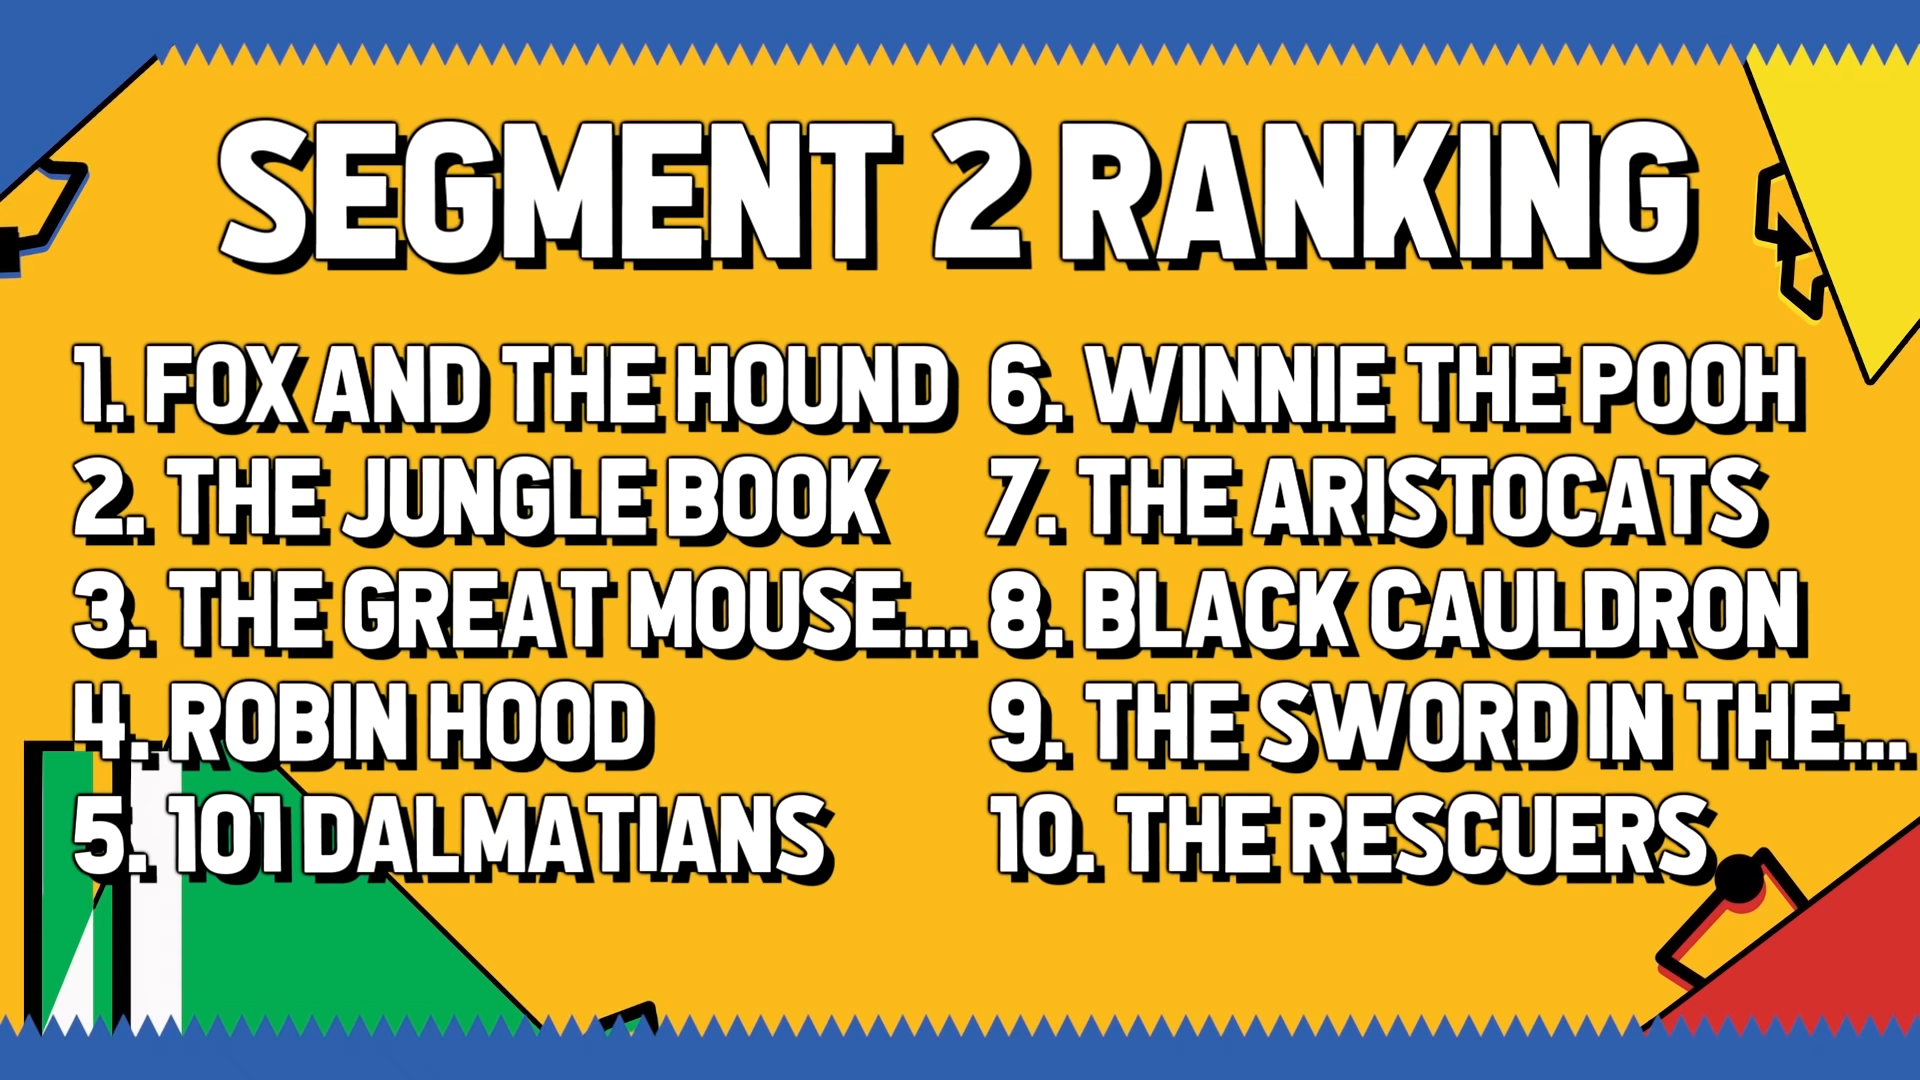 SEGMENT 2 RANKING
1. FOX AND THE HOUND
2. THE JUNGLE BOOK
3. THE GREAT MOUSE...
4. ROBIN HOOD
5. 101 DALMATIANS
6. WINNIE THE POOH
7. THE ARISTOCATS
8. BLACK CAULDRON
9. THE SWORD IN THE...
10. THE RESCUERS